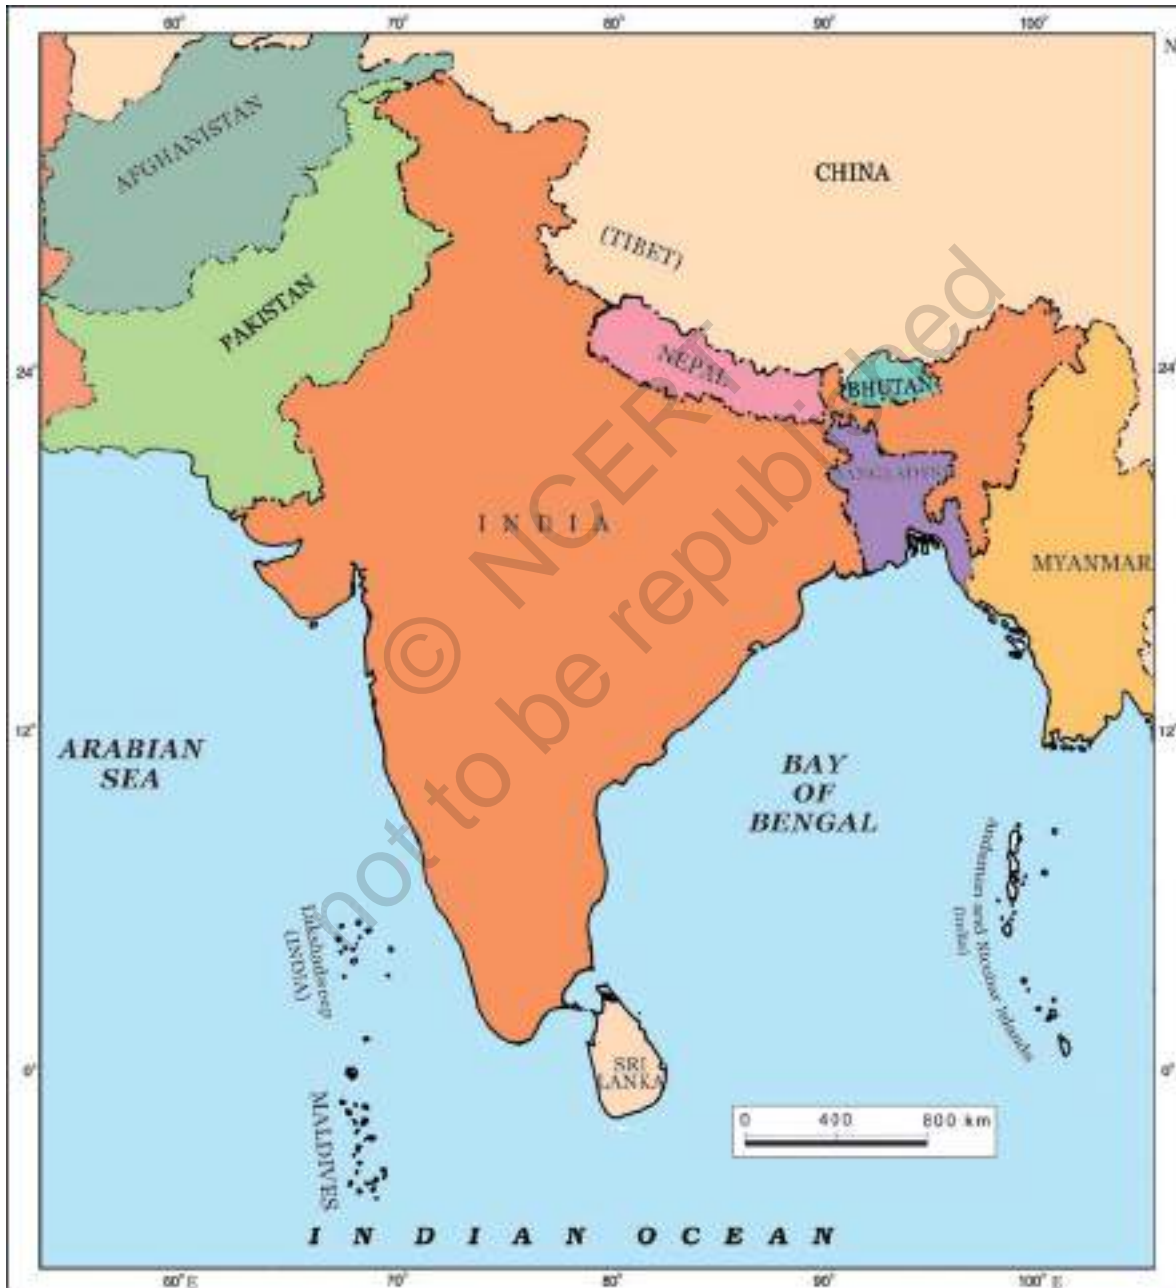 60° 70° 80° 90° 100°
N
AFGHANISTAN
CHINA
(TIBET)
PAKISTAN
NEPAL
24° 24°
BHUTAN
BANGLADESH
INDIA
MYANMAR
© NCERT
not to be republished
12° 12°
ARABIAN
SEA
BAY
OF
BENGAL
Andaman and Nicobar Islands
(India)
Lakshadweep
(INDIA)
SRI
LANKA
0° 0°
MALDIVES
0 400 800 km
INDIAN OCEAN
60° E 70° 80° 90° 100° E